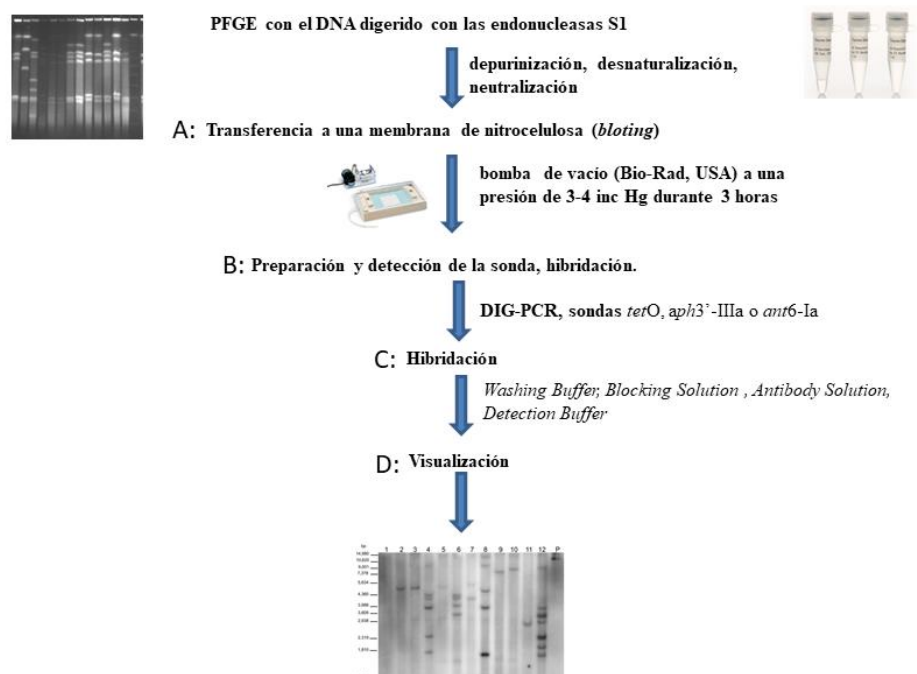 PFGE con el DNA digerido con las endonucleasas S1
depurinización, desnaturalización,
neutralización
A: Transferencia a una membrana de nitrocelulosa (bloting)
bomba de vacío (Bio-Rad, USA) a una
presión de 3-4 inc Hg durante 3 horas
B: Preparación y detección de la sonda, hibridación.
DIG-PCR, sondas tetO, aph3’-IIIa o ant6-Ia
C: Hibridación
Washing Buffer, Blocking Solution , Antibody Solution,
Detection Buffer
D: Visualización
1 2 3 4 5 6 7 8 9 10 11 12 P